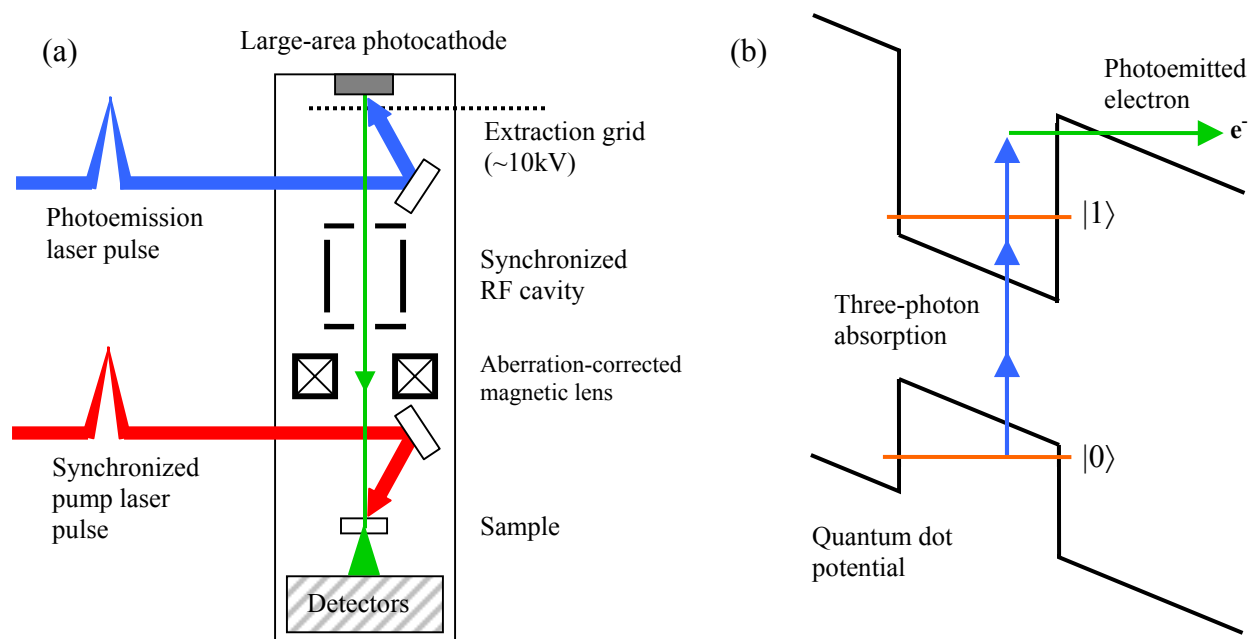 (a)
Large-area photocathode
Extraction grid
(~10kV)
Photoemission
laser pulse
Synchronized
RF cavity
Aberration-corrected
magnetic lens
Synchronized
pump laser
pulse
Sample
Detectors
(b)
Photoemitted
electron
e⁻
|1⟩
Three-photon
absorption
|0⟩
Quantum dot
potential